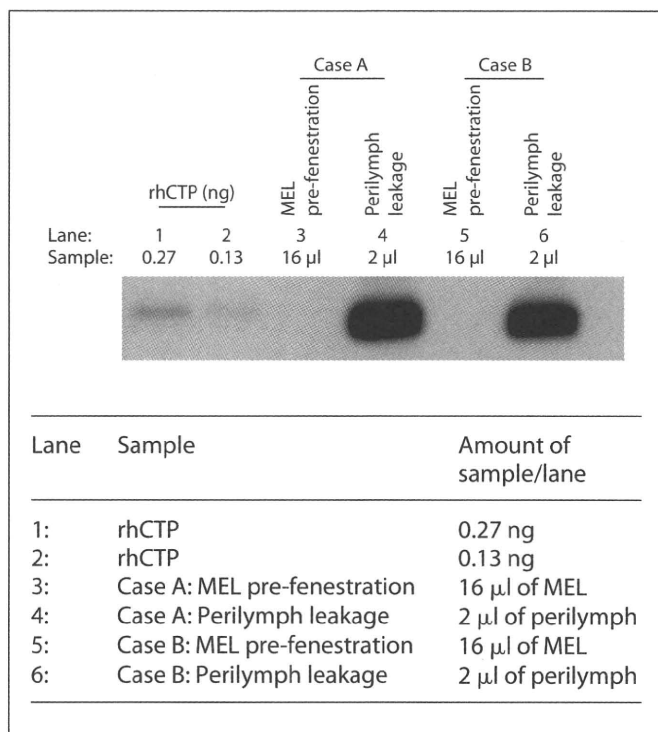 Case A
Case B
MEL
pre-fenestration
Perilymph
leakage
MEL
pre-fenestration
Perilymph
leakage
rhCTP (ng)
Lane: 1 2 3 4 5 6
Sample: 0.27 0.13 16 μl 2 μl 16 μl 2 μl
Lane Sample Amount of
sample/lane
1: rhCTP 0.27 ng
2: rhCTP 0.13 ng
3: Case A: MEL pre-fenestration 16 μl of MEL
4: Case A: Perilymph leakage 2 μl of perilymph
5: Case B: MEL pre-fenestration 16 μl of MEL
6: Case B: Perilymph leakage 2 μl of perilymph